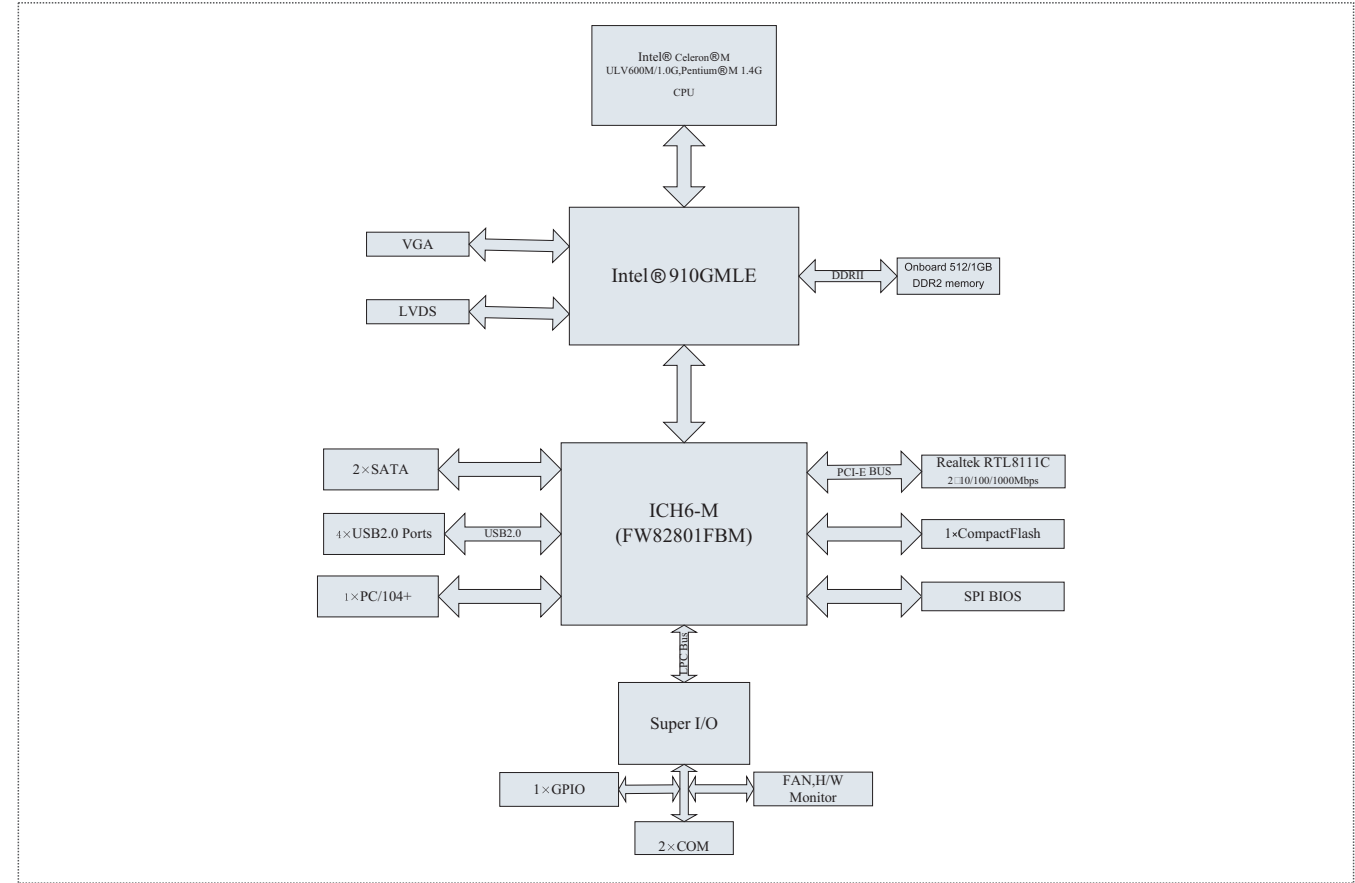 Intel® Celeron®M
ULV600M/1.0G,Pentium®M 1.4G
CPU
VGA
Intel®910GMLE
DDRII
Onboard 512/1GB
DDR2 memory
LVDS
2×SATA
PCI-E BUS
Realtek RTL8111C
2□10/100/1000Mbps
ICH6-M
(FW82801FBM)
4×USB2.0 Ports
USB2.0
1×CompactFlash
1×PC/104+
SPI BIOS
LPC Bus
Super I/O
1×GPIO
FAN,H/W
Monitor
2×COM